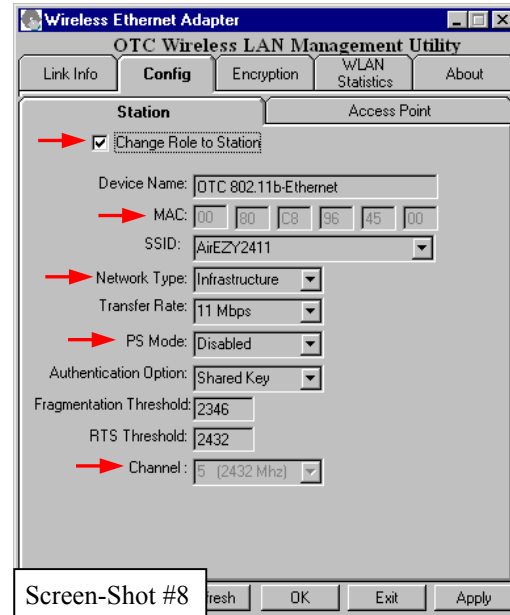 Wireless Ethernet Adapter
OTC Wireless LAN Management Utility
Link Info Config Encryption WLAN Statistics About
Station Access Point
Change Role to Station
Device Name: OTC 802.11b-Ethernet
MAC: 00 80 C8 96 45 00
SSID: AirEZY2411
Network Type: Infrastructure
Transfer Rate: 11 Mbps
PS Mode: Disabled
Authentication Option: Shared Key
Fragmentation Threshold: 2346
RTS Threshold: 2432
Channel : 5 (2432 Mhz)
Screen-Shot #8 OK Exit Apply